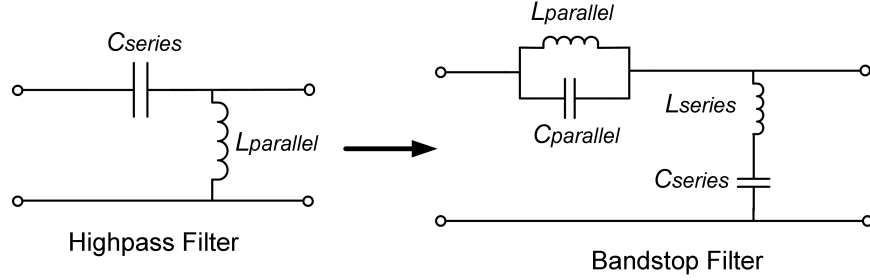 Cseries
Lparallel
Highpass Filter
Lparallel
Cparallel
Lseries
Cseries
Bandstop Filter